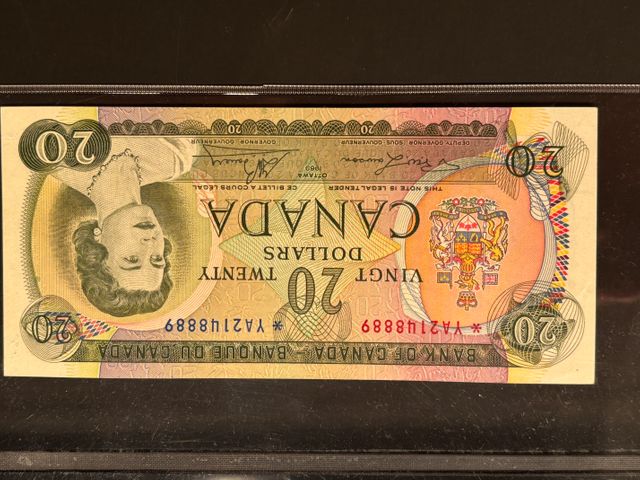 BANK OF CANADA - BANQUE DU CANADA
20
20
*YA2148889
*YA2148889
VINGT 20 TWENTY
DOLLARS
CANADA
THIS NOTE IS LEGAL TENDER
CE BILLET A COURS LÉGAL
OTTAWA
1969
DEPUTY GOVERNOR - SOUS-GOUVERNEUR
GOVERNOR - GOUVERNEUR
20
20
20